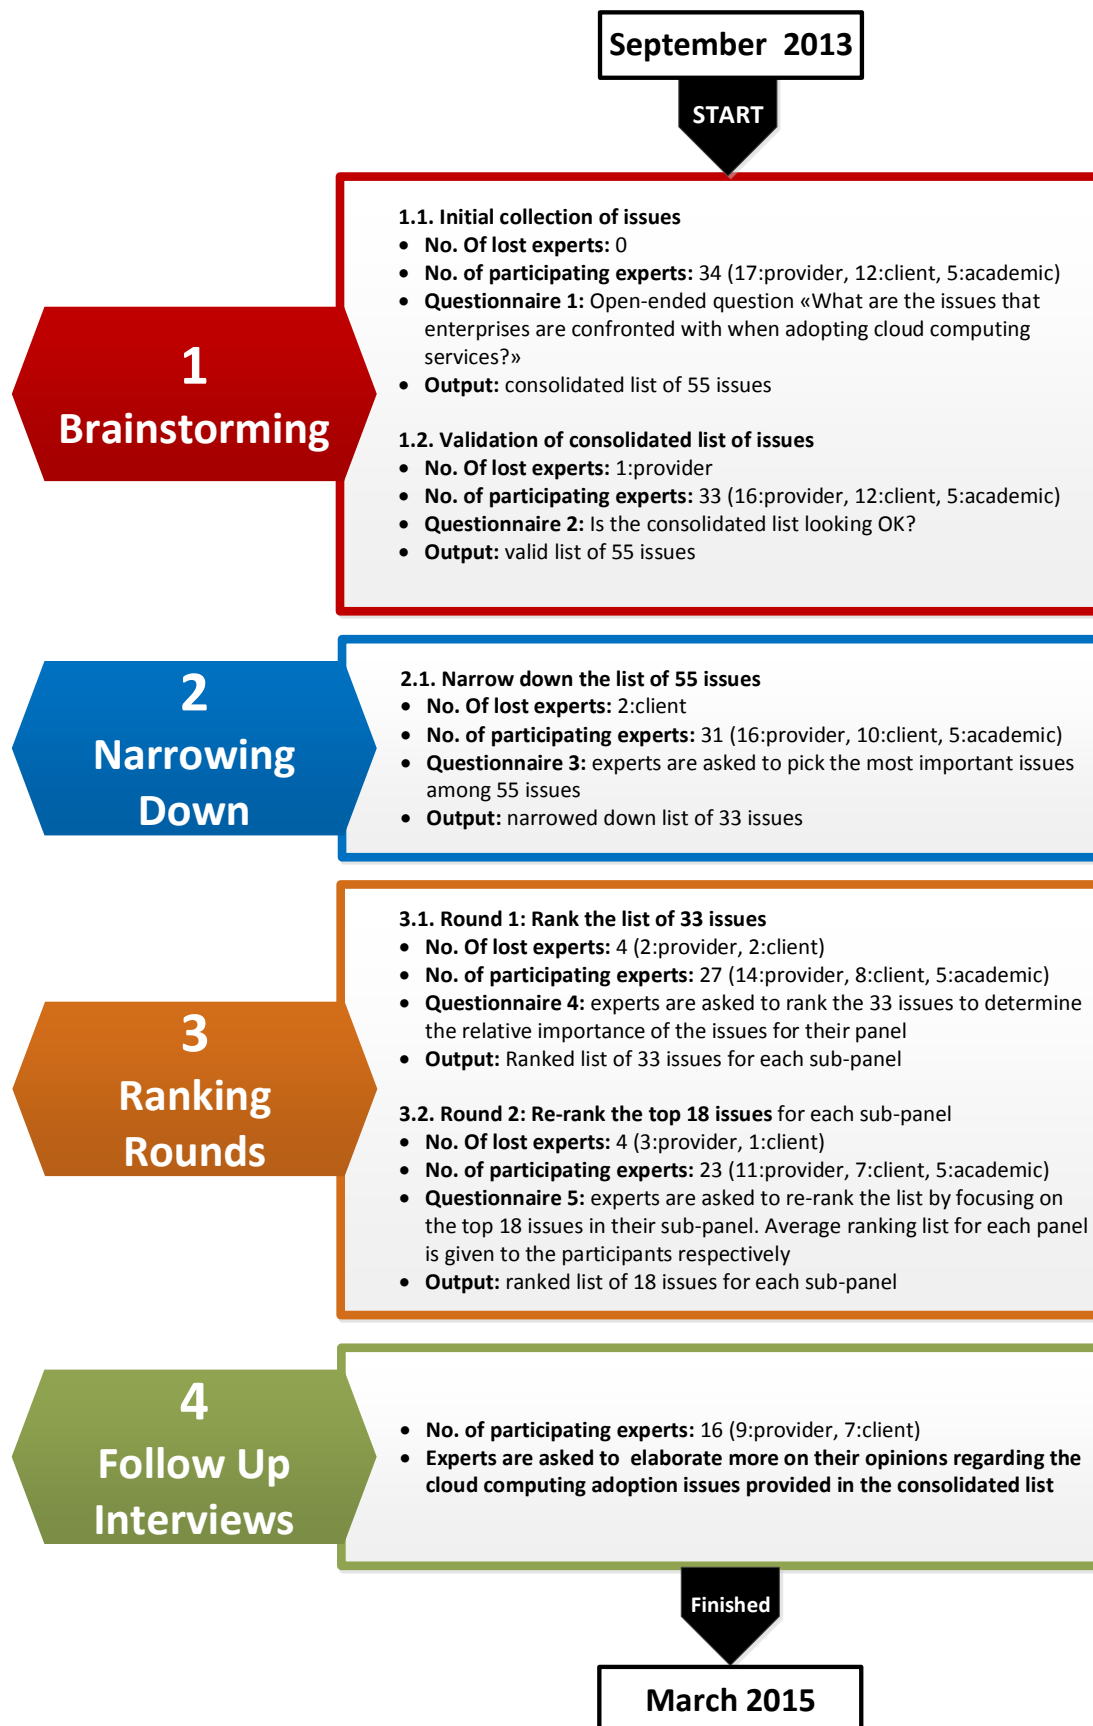 September 2013
START
1
Brainstorming
1.1. Initial collection of issues
• No. Of lost experts: 0
• No. of participating experts: 34 (17:provider, 12:client, 5:academic)
• Questionnaire 1: Open-ended question «What are the issues that
enterprises are confronted with when adopting cloud computing
services?»
• Output: consolidated list of 55 issues
1.2. Validation of consolidated list of issues
• No. Of lost experts: 1:provider
• No. of participating experts: 33 (16:provider, 12:client, 5:academic)
• Questionnaire 2: Is the consolidated list looking OK?
• Output: valid list of 55 issues
2
Narrowing
Down
2.1. Narrow down the list of 55 issues
• No. Of lost experts: 2:client
• No. of participating experts: 31 (16:provider, 10:client, 5:academic)
• Questionnaire 3: experts are asked to pick the most important issues
among 55 issues
• Output: narrowed down list of 33 issues
3
Ranking
Rounds
3.1. Round 1: Rank the list of 33 issues
• No. Of lost experts: 4 (2:provider, 2:client)
• No. of participating experts: 27 (14:provider, 8:client, 5:academic)
• Questionnaire 4: experts are asked to rank the 33 issues to determine
the relative importance of the issues for their panel
• Output: Ranked list of 33 issues for each sub-panel
3.2. Round 2: Re-rank the top 18 issues for each sub-panel
• No. Of lost experts: 4 (3:provider, 1:client)
• No. of participating experts: 23 (11:provider, 7:client, 5:academic)
• Questionnaire 5: experts are asked to re-rank the list by focusing on
the top 18 issues in their sub-panel. Average ranking list for each panel
is given to the participants respectively
• Output: ranked list of 18 issues for each sub-panel
4
Follow Up
Interviews
• No. of participating experts: 16 (9:provider, 7:client)
• Experts are asked to elaborate more on their opinions regarding the
cloud computing adoption issues provided in the consolidated list
Finished
March 2015